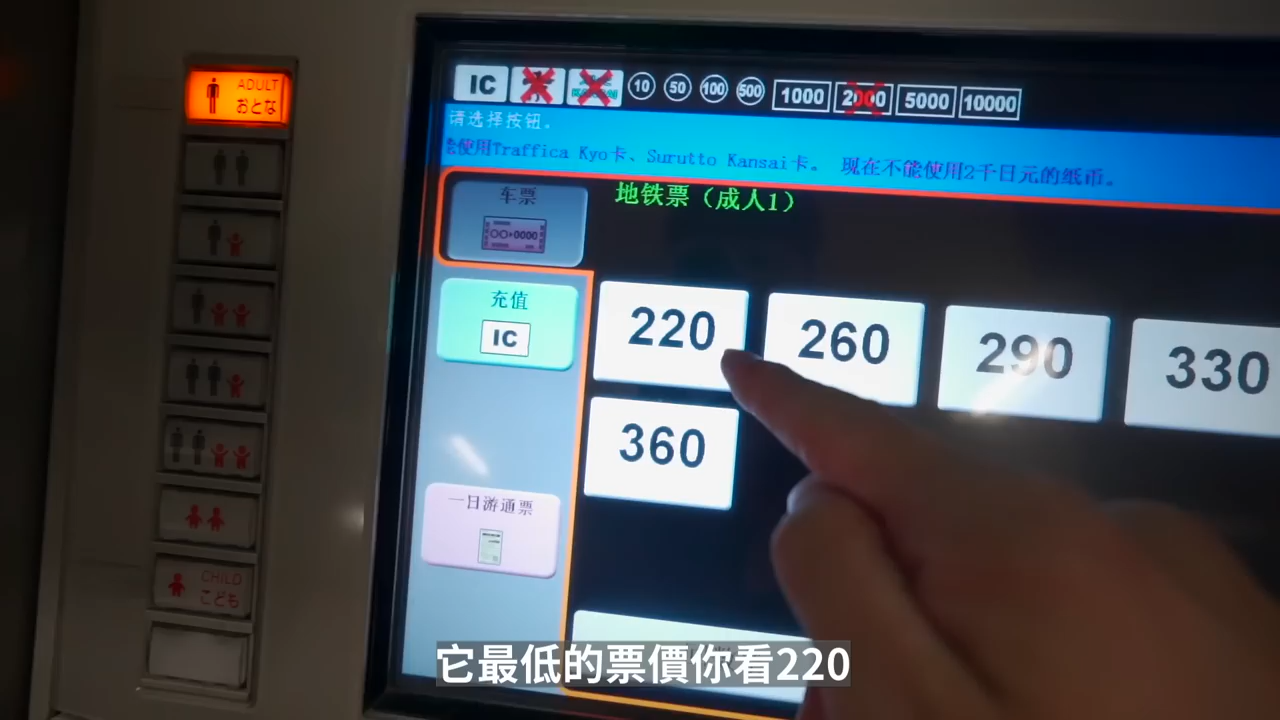 ADULT
おとな
CHILD
こども
IC
10 50 100 500 1000 2000 5000 10000
请选择按钮。
使用Traffica Kyo卡、Surutto Kansai卡。 现在不能使用2千日元的纸币。
车票
0000
地铁票（成人1）
充值
IC
220 260 290 330
360
一日游通票
它最低的票價你看220